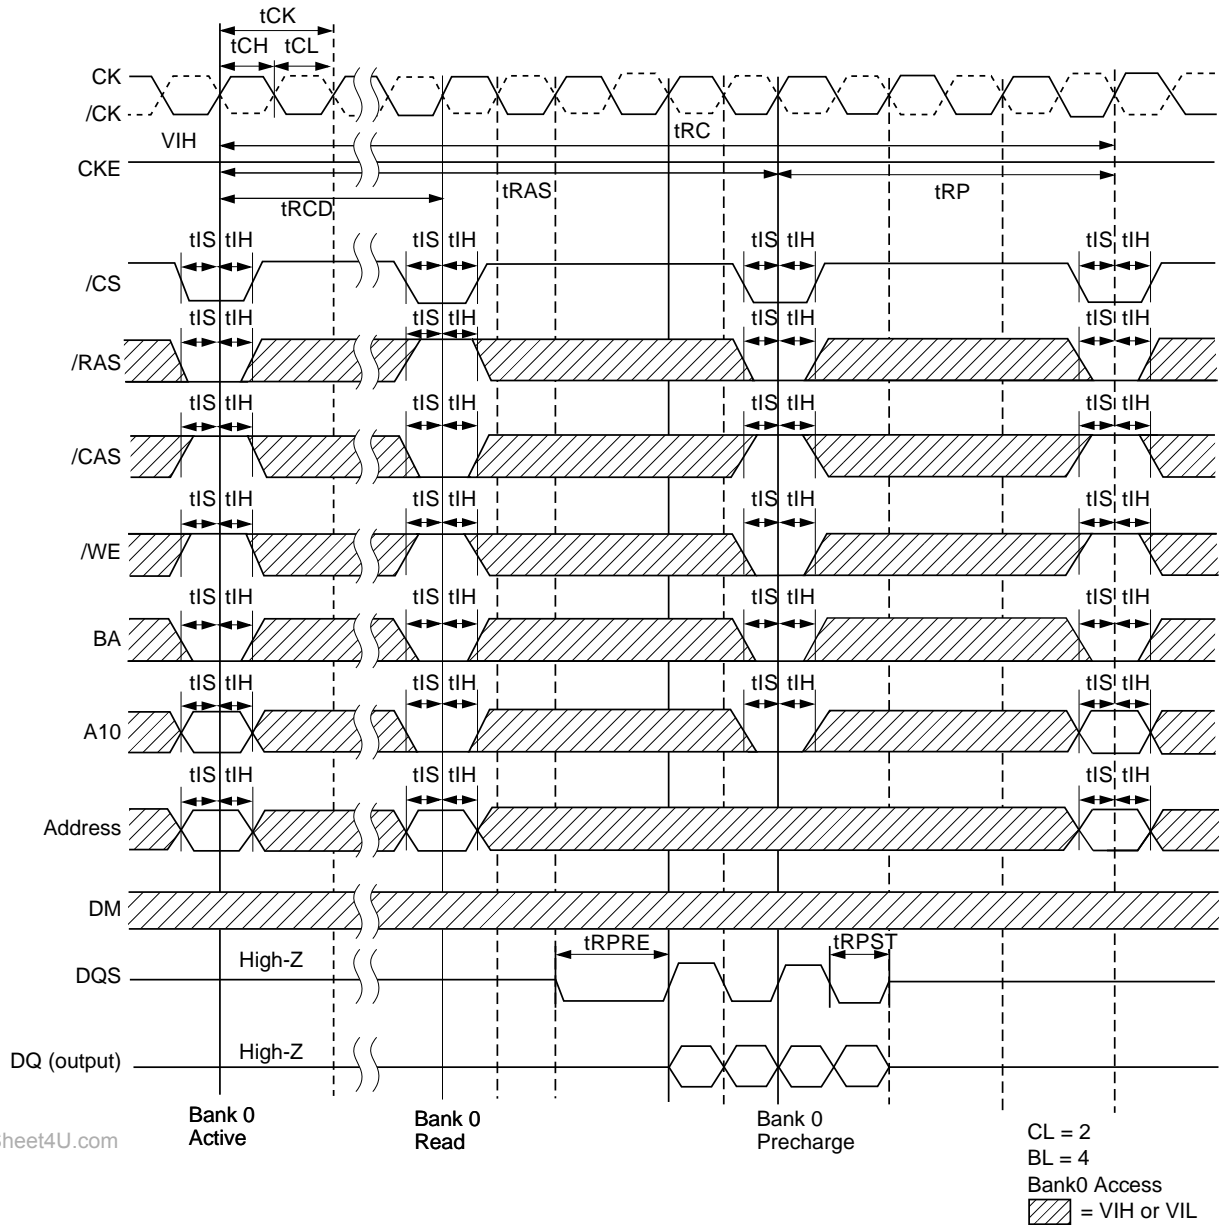 tCK
tCH tCL
CK
/CK
VIH
tRC
CKE
tRAS
tRP
tRCD
tIS tIH tIS tIH tIS tIH tIS tIH
/CS
tIS tIH tIS tIH tIS tIH tIS tIH
/RAS
tIS tIH tIS tIH tIS tIH tIS tIH
/CAS
tIS tIH tIS tIH tIS tIH tIS tIH
/WE
tIS tIH tIS tIH tIS tIH tIS tIH
BA
tIS tIH tIS tIH tIS tIH tIS tIH
A10
tIS tIH tIS tIH tIS tIH
Address
DM
tRPRE tRPST
High-Z
DQS
High-Z
DQ (output)
Bank 0
Active
Bank 0
Read
Bank 0
Precharge
heet4U.com
CL = 2
BL = 4
Bank0 Access
= VIH or VIL